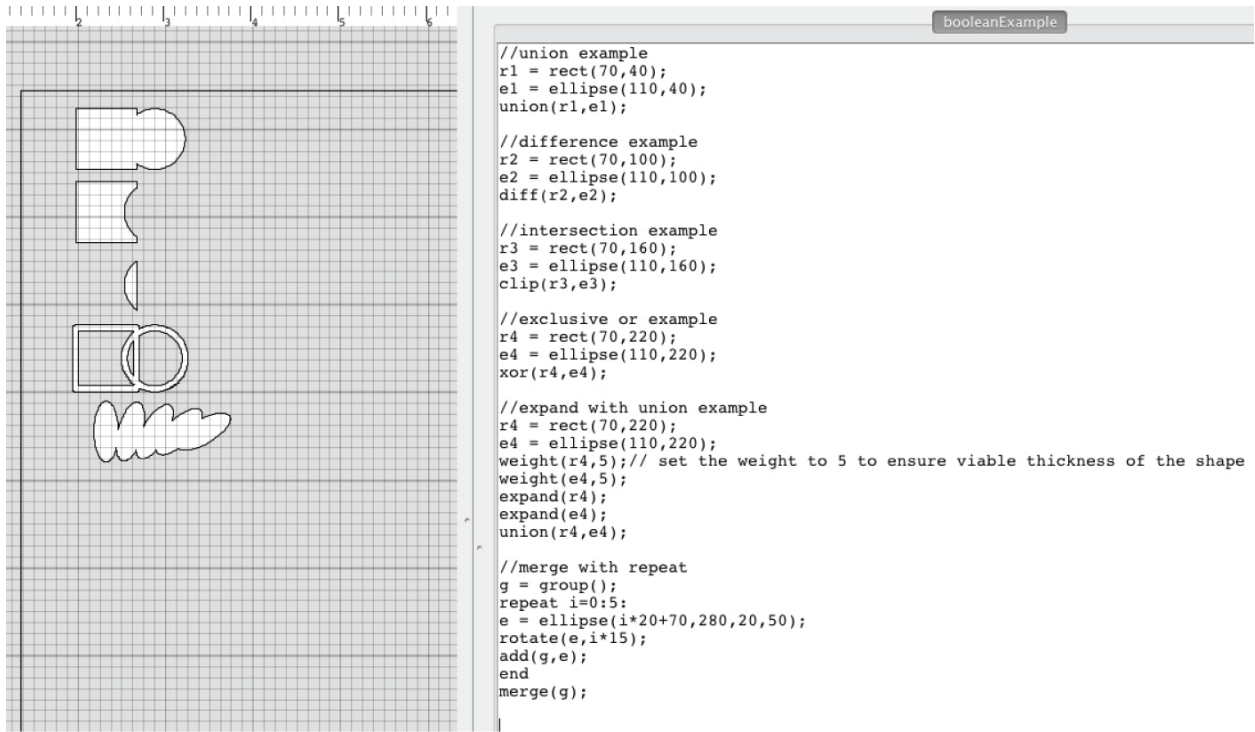 2 3 4 5 6
booleanExample
//union example
r1 = rect(70,40);
e1 = ellipse(110,40);
union(r1,e1);
//difference example
r2 = rect(70,100);
e2 = ellipse(110,100);
diff(r2,e2);
//intersection example
r3 = rect(70,160);
e3 = ellipse(110,160);
clip(r3,e3);
//exclusive or example
r4 = rect(70,220);
e4 = ellipse(110,220);
xor(r4,e4);
//expand with union example
r4 = rect(70,220);
e4 = ellipse(110,220);
weight(r4,5);// set the weight to 5 to ensure viable thickness of the shape
weight(e4,5);
expand(r4);
expand(e4);
union(r4,e4);
//merge with repeat
g = group();
repeat i=0:5:
e = ellipse(i*20+70,280,20,50);
rotate(e,i*15);
add(g,e);
end
merge(g);